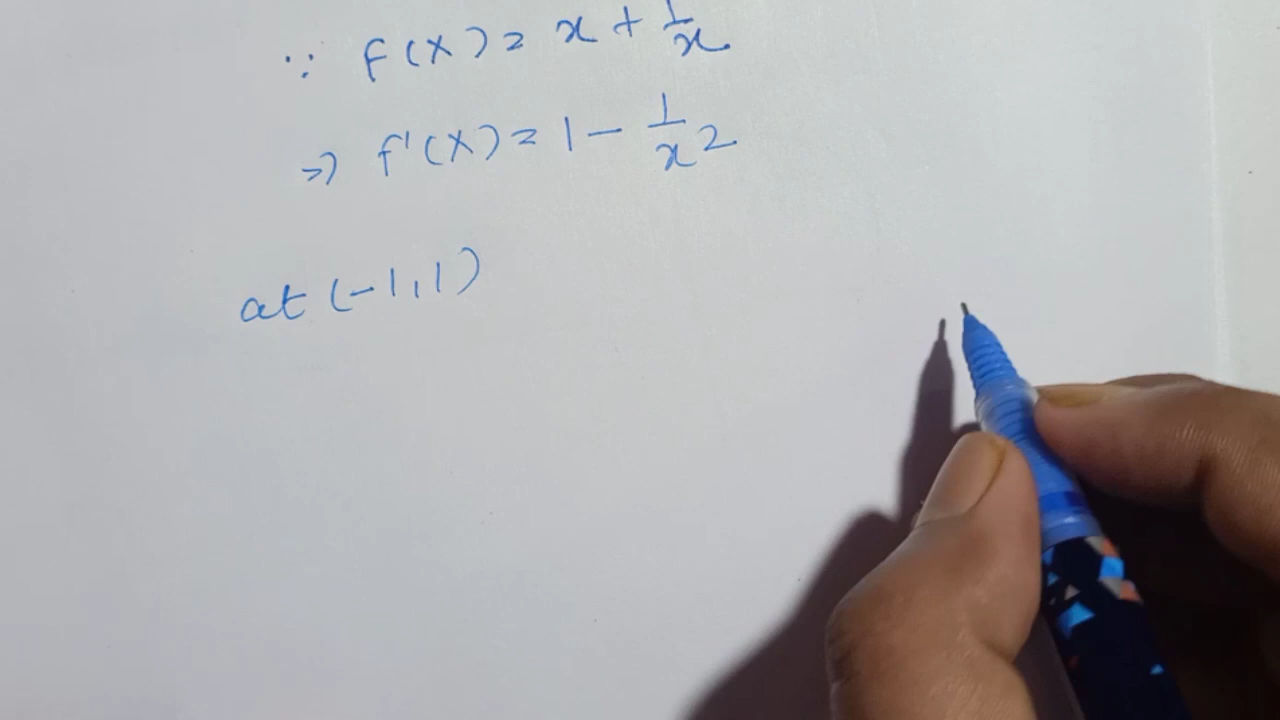 ∵ f(x) = x + 1/x
⇒ f'(x) = 1 - 1/x²
at (-1,1)